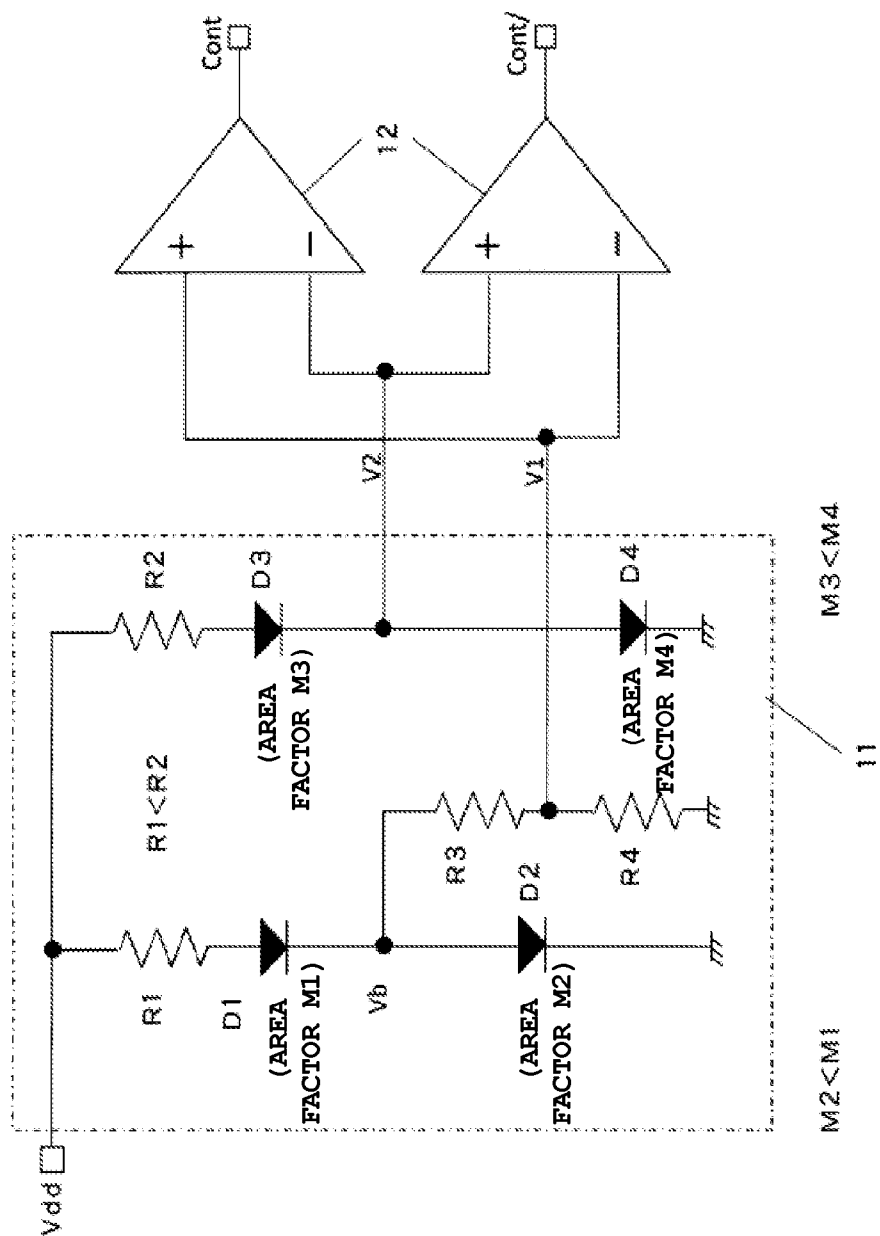 Vdd
R1
D1
(AREA
FACTOR M1)
Vb
(AREA
FACTOR M2)
D2
R1<R2
R3
R4
R2
D3
(AREA
FACTOR M3)
D4
(AREA
FACTOR M4)
M2<M1
M3<M4
11
V2
V1
+
−
+
−
12
Cont
Cont/